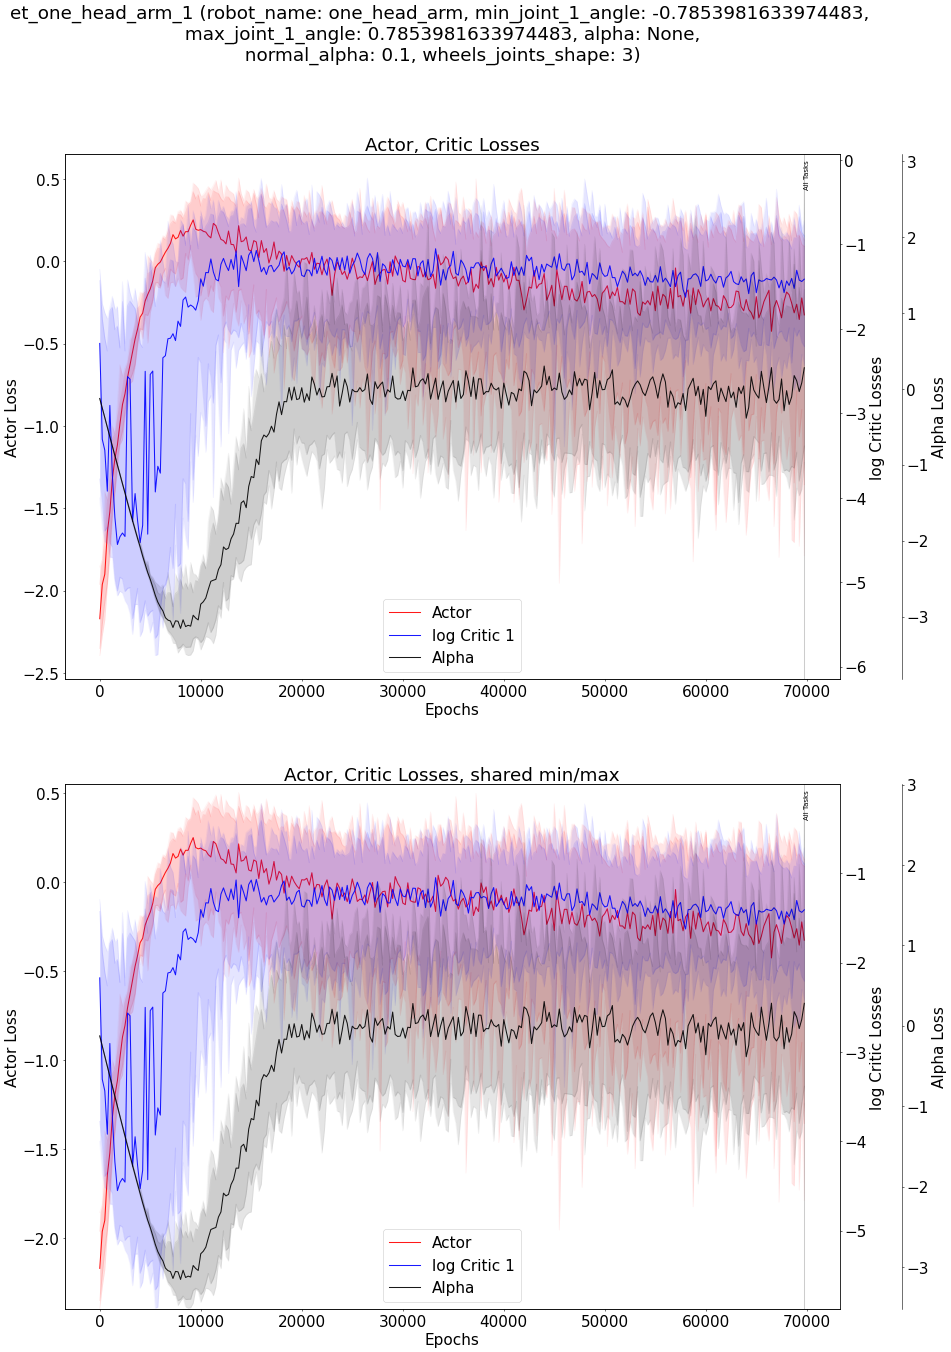 et_one_head_arm_1 (robot_name: one_head_arm, min_joint_1_angle: -0.7853981633974483,
max_joint_1_angle: 0.7853981633974483, alpha: None,
normal_alpha: 0.1, wheels_joints_shape: 3)
Actor, Critic Losses
All Tasks
0.5
0.0
−0.5
−1.0
−1.5
−2.0
−2.5
Actor Loss
0
−1
−2
−3
−4
−5
−6
log Critic Losses
3
2
1
0
−1
−2
−3
Alpha Loss
Actor
log Critic 1
Alpha
0 10000 20000 30000 40000 50000 60000 70000
Epochs
Actor, Critic Losses, shared min/max
All Tasks
0.5
0.0
−0.5
−1.0
−1.5
−2.0
Actor Loss
−1
−2
−3
−4
−5
log Critic Losses
3
2
1
0
−1
−2
−3
Alpha Loss
Actor
log Critic 1
Alpha
0 10000 20000 30000 40000 50000 60000 70000
Epochs